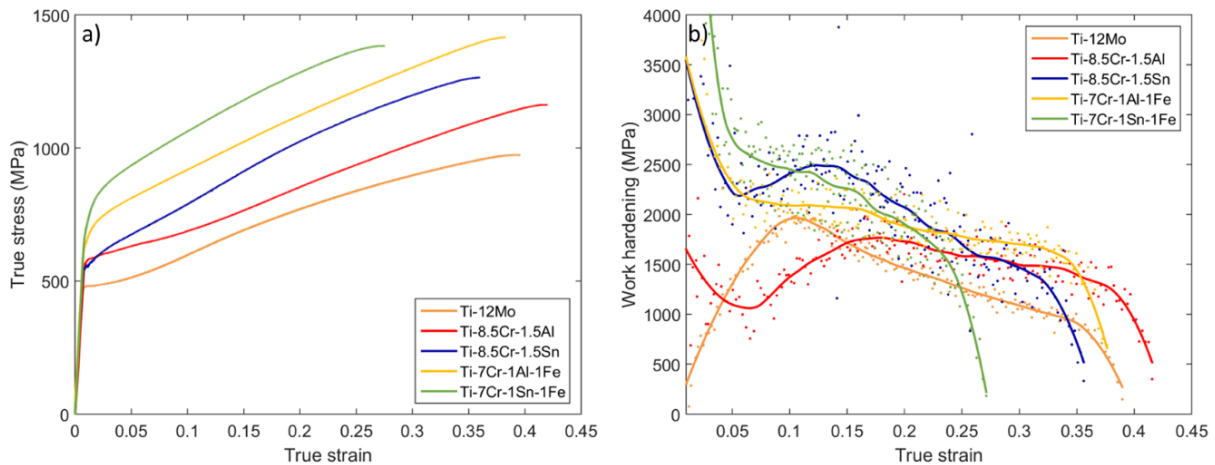 a)
1500
1000
500
0
True stress (MPa)
0 0.05 0.1 0.15 0.2 0.25 0.3 0.35 0.4 0.45
True strain
Ti-12Mo
Ti-8.5Cr-1.5Al
Ti-8.5Cr-1.5Sn
Ti-7Cr-1Al-1Fe
Ti-7Cr-1Sn-1Fe
b)
4000
3500
3000
2500
2000
1500
1000
500
0
Work hardening (MPa)
0.05 0.1 0.15 0.2 0.25 0.3 0.35 0.4 0.45
True strain
Ti-12Mo
Ti-8.5Cr-1.5Al
Ti-8.5Cr-1.5Sn
Ti-7Cr-1Al-1Fe
Ti-7Cr-1Sn-1Fe